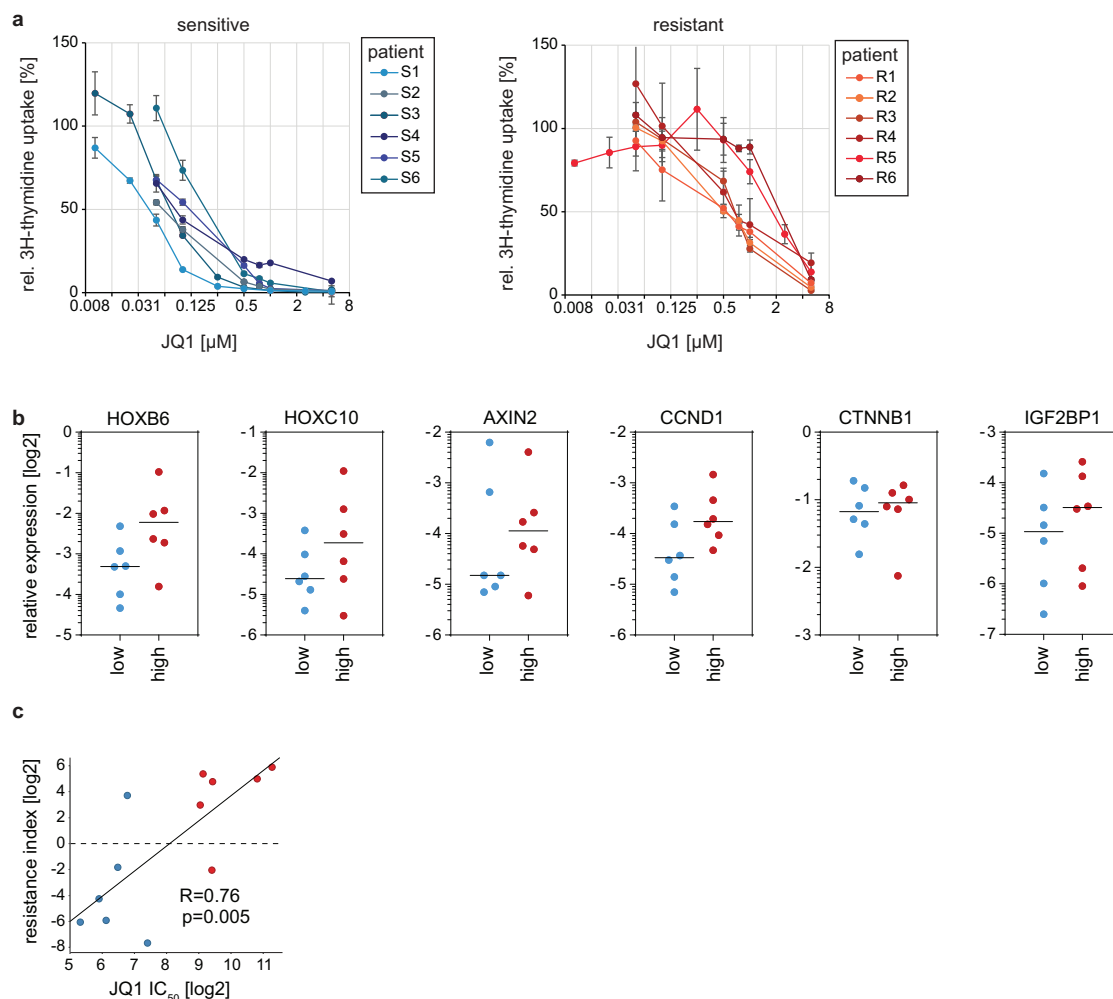 a
sensitive
rel. 3H-thymidine uptake [%]
150
100
50
0
0.008 0.031 0.125 0.5 2 8
JQ1 [µM]
patient
S1
S2
S3
S4
S5
S6
resistant
rel. 3H-thymidine uptake [%]
150
100
50
0
0.008 0.031 0.125 0.5 2 8
JQ1 [µM]
patient
R1
R2
R3
R4
R5
R6
b
relative expression [log2]
HOXB6
0
-1
-2
-3
-4
-5
low high
HOXC10
0
-1
-2
-3
-4
-5
-6
low high
AXIN2
-2
-3
-4
-5
-6
low high
CCND1
-2
-3
-4
-5
-6
low high
CTNNB1
0
-1
-2
-3
low high
IGF2BP1
-3
-4
-5
-6
-7
low high
c
resistance index [log2]
6
4
2
0
-2
-4
-6
-8
R=0.76
p=0.005
5 6 7 8 9 10 11
JQ1 IC50 [log2]